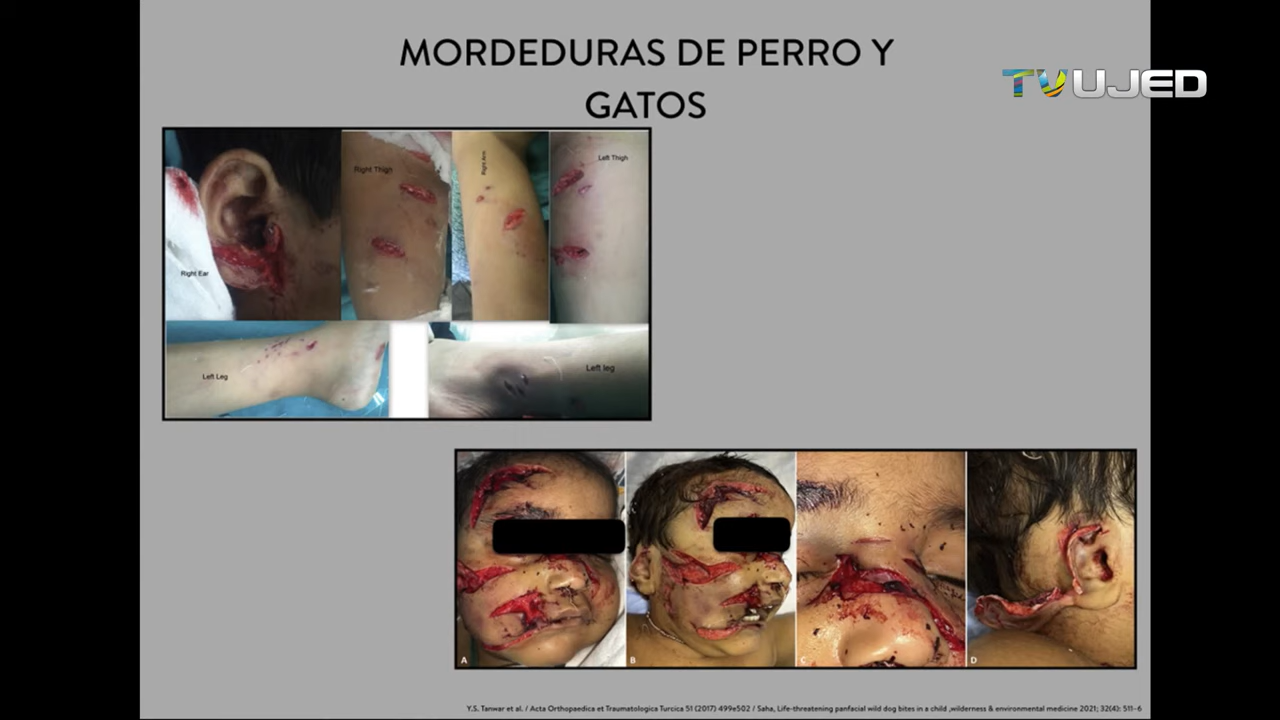 MORDEDURAS DE PERRO Y
GATOS
TVUJED
Right Ear
Right Thigh
Right Arm
Left Thigh
Left Leg
Left leg
A
B
C
D
Y.S. Tanwar et al. / Acta Orthopaedica et Traumatologica Turcica 51 (2017) 499e502 / Saha, Life-threatening panfacial wild dog bites in a child ,wilderness & environmental medicine 2021; 32(4): 511–6